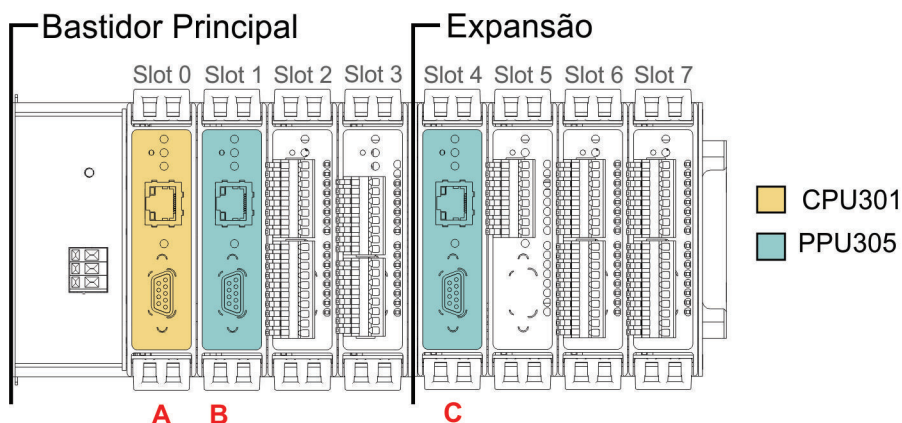 Bastidor Principal
Expansão
Slot 0 Slot 1 Slot 2 Slot 3 Slot 4 Slot 5 Slot 6 Slot 7
CPU301
PPU305
A B C